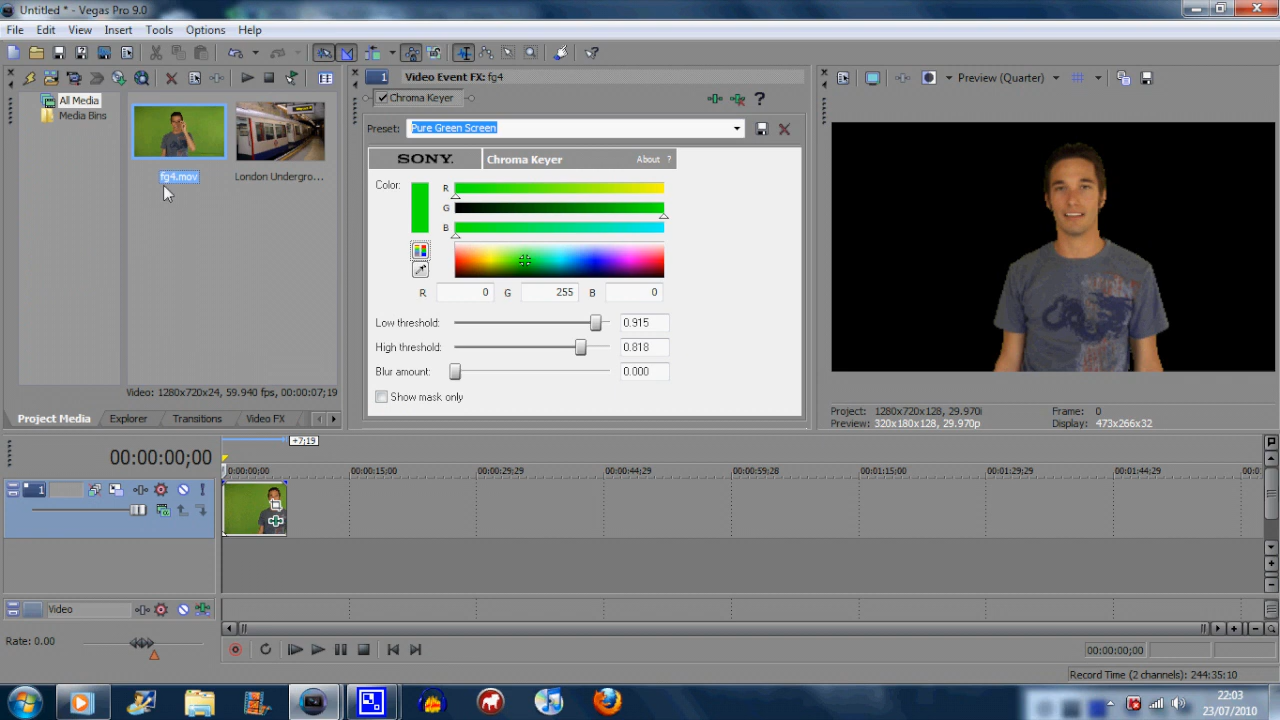 Untitled * - Vegas Pro 9.0
File Edit View Insert Tools Options Help
1 Video Event FX: fg4
Preview (Quarter)
All Media
Media Bins
Chroma Keyer
Preset: Pure Green Screen
SONY. Chroma Keyer About ?
fg4.mov London Undergro...
Color:
R
G
B
R 0 G 255 B 0
Low threshold: 0.915
High threshold: 0.818
Blur amount: 0.000
Show mask only
Video: 1280x720x24, 59.940 fps, 00:00:07;19
Project Media Explorer Transitions Video FX
Project: 1280x720x128, 29.970i Frame: 0
Preview: 320x180x128, 29.970p Display: 473x266x32
+7;19
00:00:00;00
0:00:00;00 00:00:15;00 00:00:29;29 00:00:44;29 00:00:59;28 00:01:15;00 00:01:29;29 00:01:44;29 00:0
1
Video
Rate: 0.00
00:00:00;00
Record Time (2 channels): 244:35:10
22:03
23/07/2010